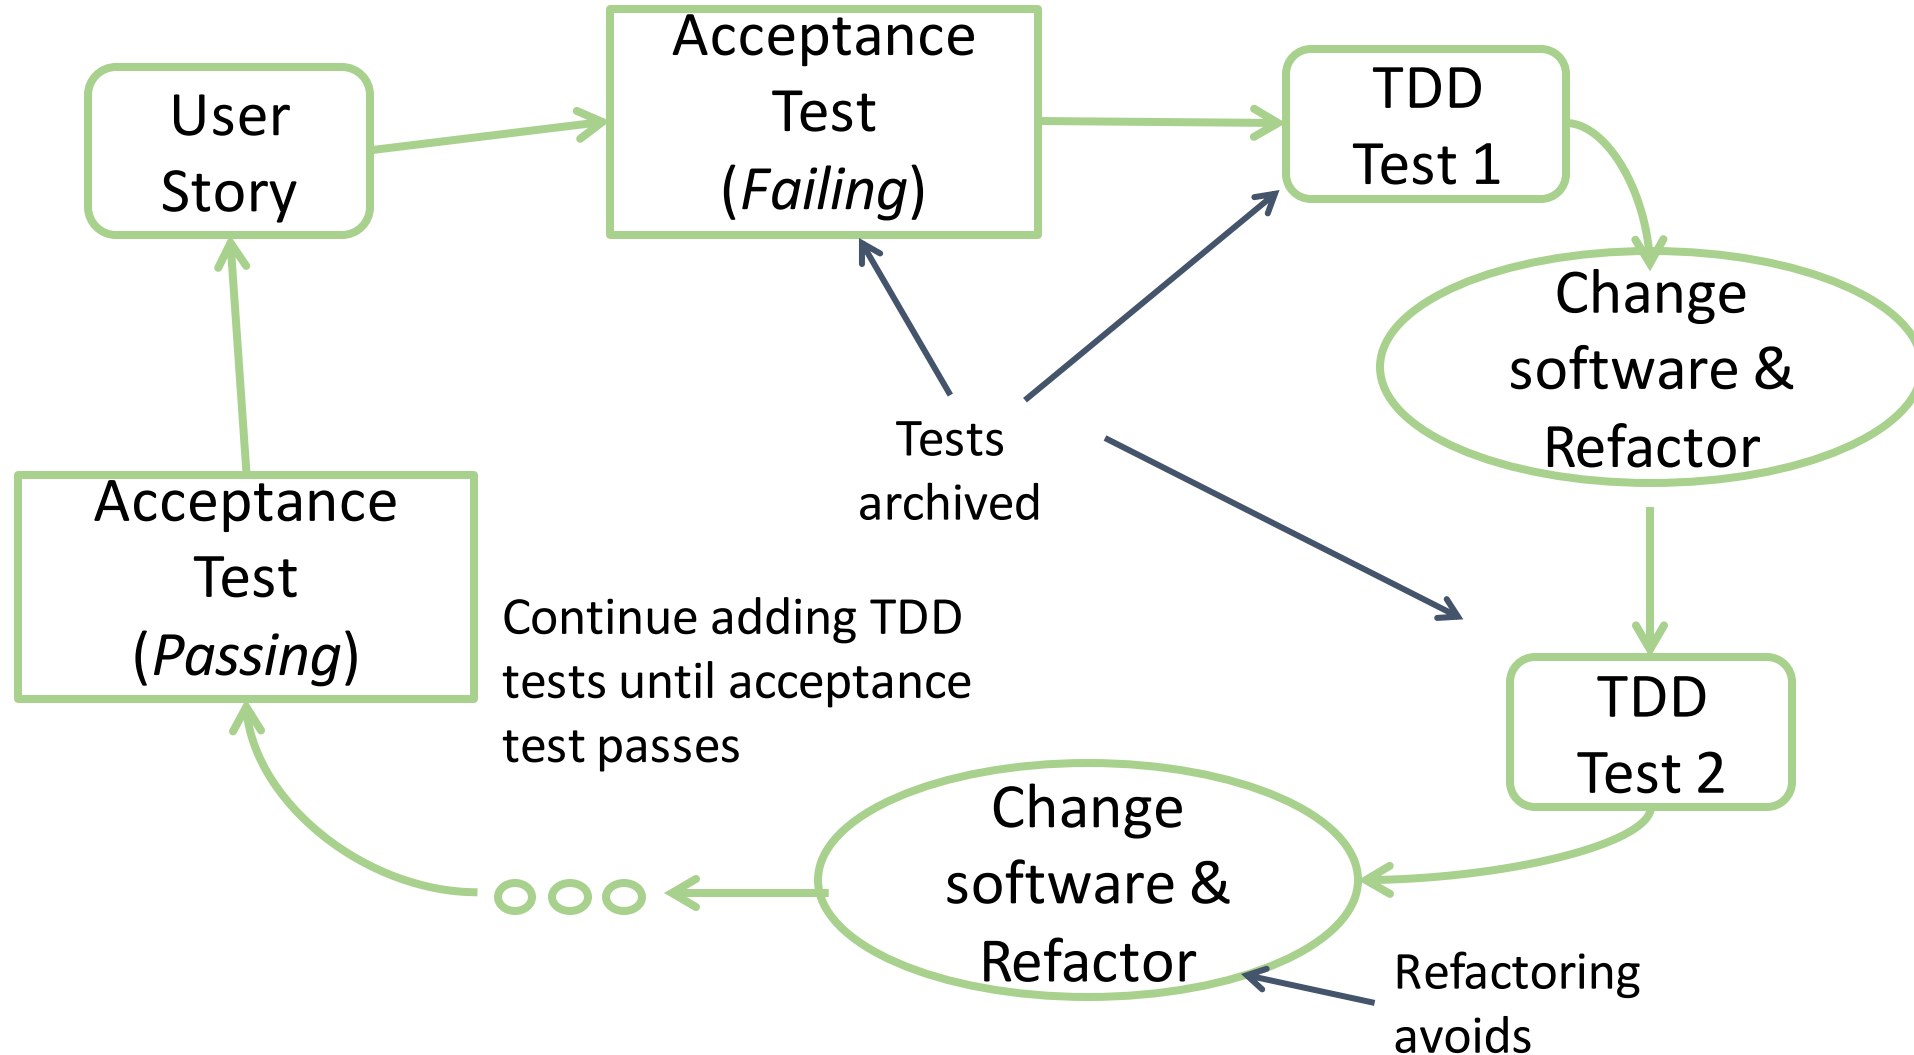 User
Story
Acceptance
Test
(Failing)
TDD
Test 1
Change
software &
Refactor
Tests
archived
Acceptance
Test
(Passing)
Continue adding TDD
tests until acceptance
test passes
TDD
Test 2
Change
software &
Refactor
Refactoring
avoids